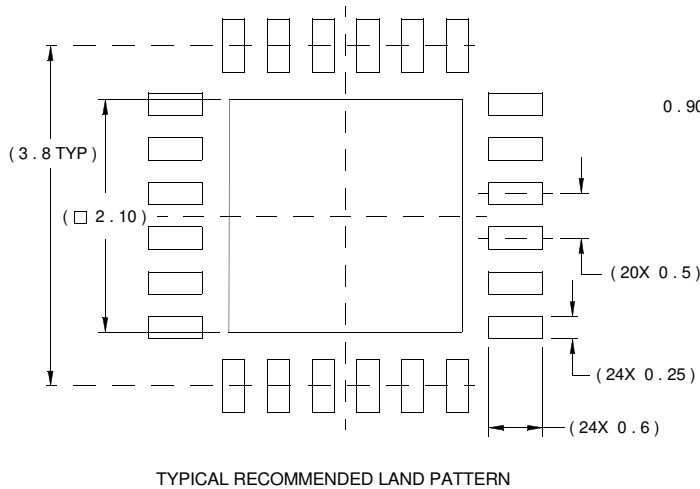 0.90
( 3 . 8 TYP )
( □ 2 . 10 )
( 20X 0 . 5 )
( 24X 0 . 25 )
( 24X 0 . 6 )
TYPICAL RECOMMENDED LAND PATTERN